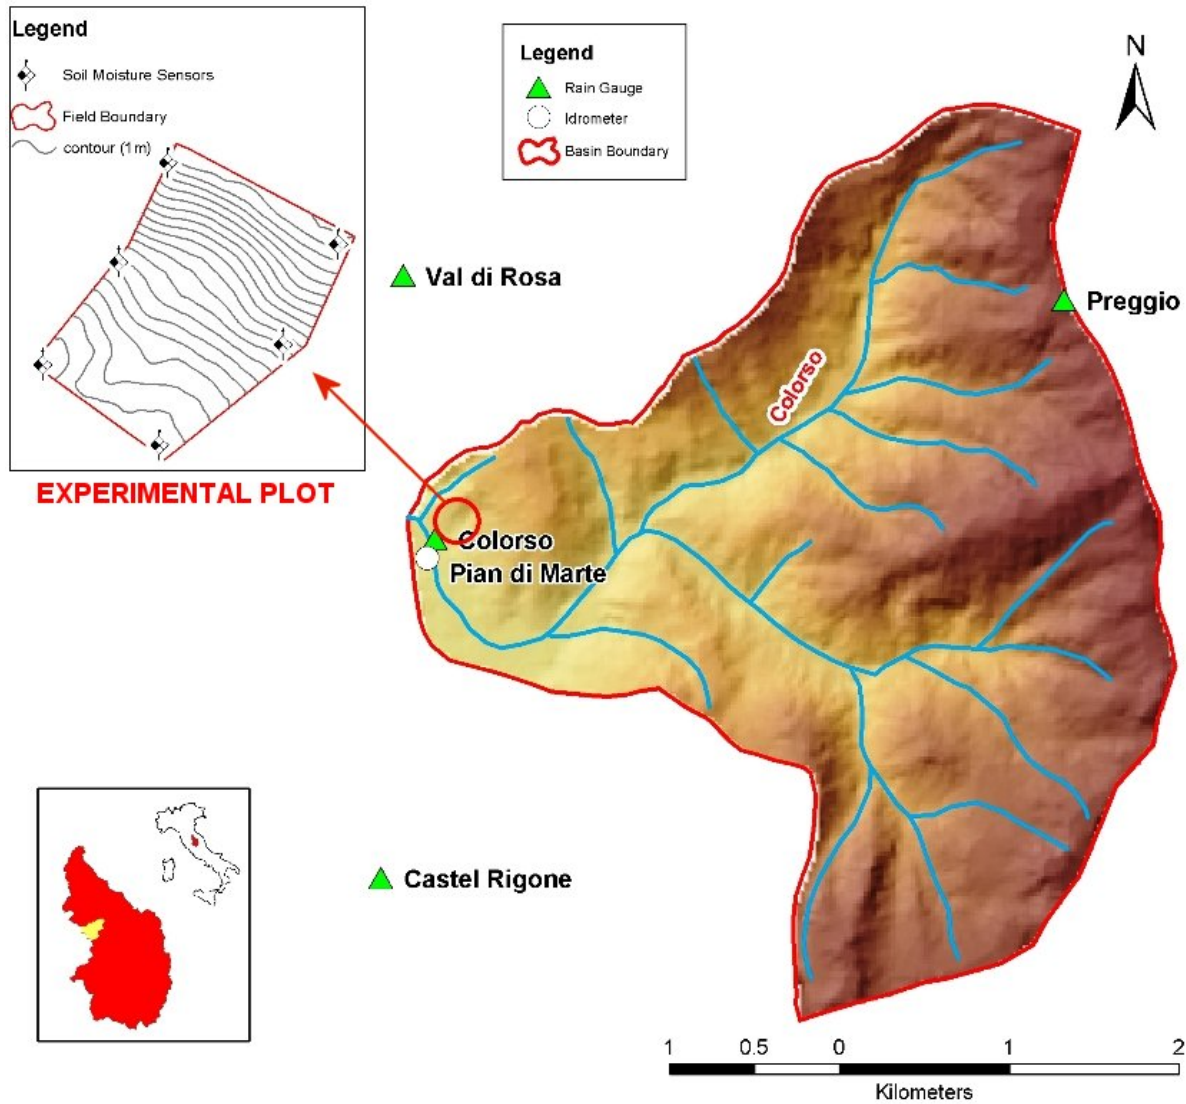 Legend
Soil Moisture Sensors
Field Boundary
contour (1m)
EXPERIMENTAL PLOT
Legend
Rain Gauge
Idrometer
Basin Boundary
N
Val di Rosa
Preggio
Colorso
Colorso
Pian di Marte
Castel Rigone
1 0.5 0 1 2
Kilometers